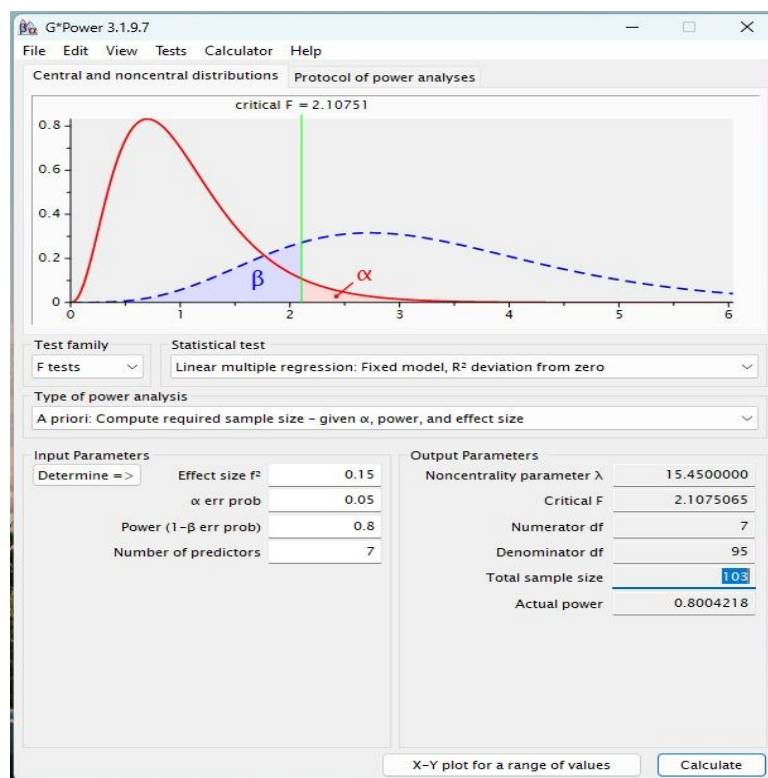 G*Power 3.1.9.7
File Edit View Tests Calculator Help
Central and noncentral distributions Protocol of power analyses
critical F = 2.10751
0.8
0.6
0.4
0.2
0
β
α
0 1 2 3 4 5 6
Test family Statistical test
F tests Linear multiple regression: Fixed model, R² deviation from zero
Type of power analysis
A priori: Compute required sample size – given α, power, and effect size
Input Parameters Output Parameters
Determine => Effect size f² 0.15 Noncentrality parameter λ 15.4500000
α err prob 0.05 Critical F 2.1075065
Power (1-β err prob) 0.8 Numerator df 7
Number of predictors 7 Denominator df 95
Total sample size 103
Actual power 0.8004218
X-Y plot for a range of values Calculate